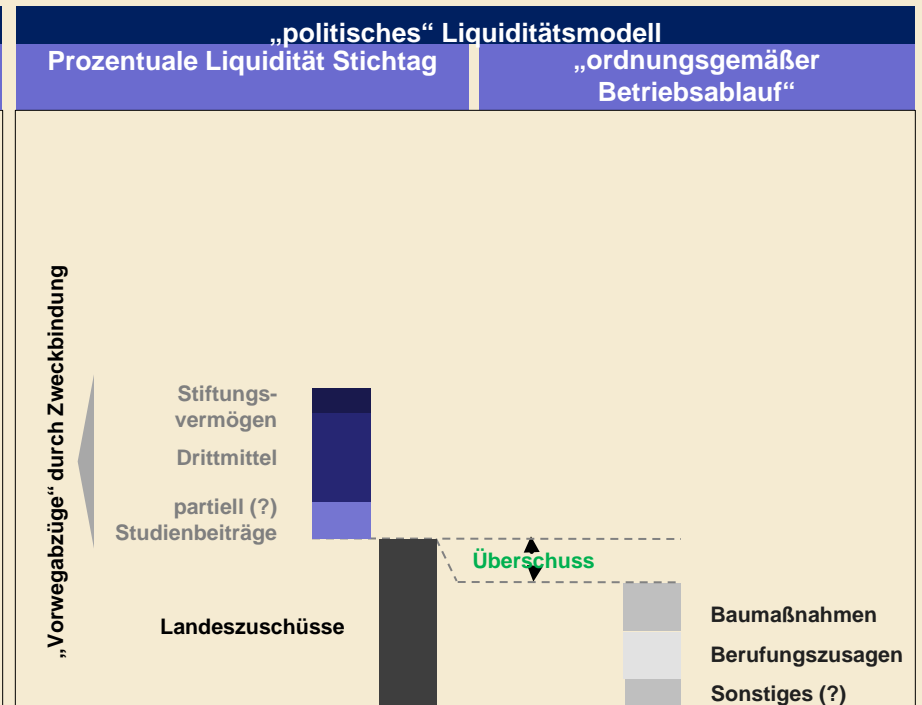 „politisches“ Liquiditätsmodell
Prozentuale Liquidität Stichtag
„ordnungsgemäßer
Betriebsablauf“
„Vorwegabzüge“ durch Zweckbindung
Stiftungs-
vermögen
Drittmittel
partiell (?)
Studienbeiträge
Überschuss
Landeszuschüsse
Baumaßnahmen
Berufungszusagen
Sonstiges (?)